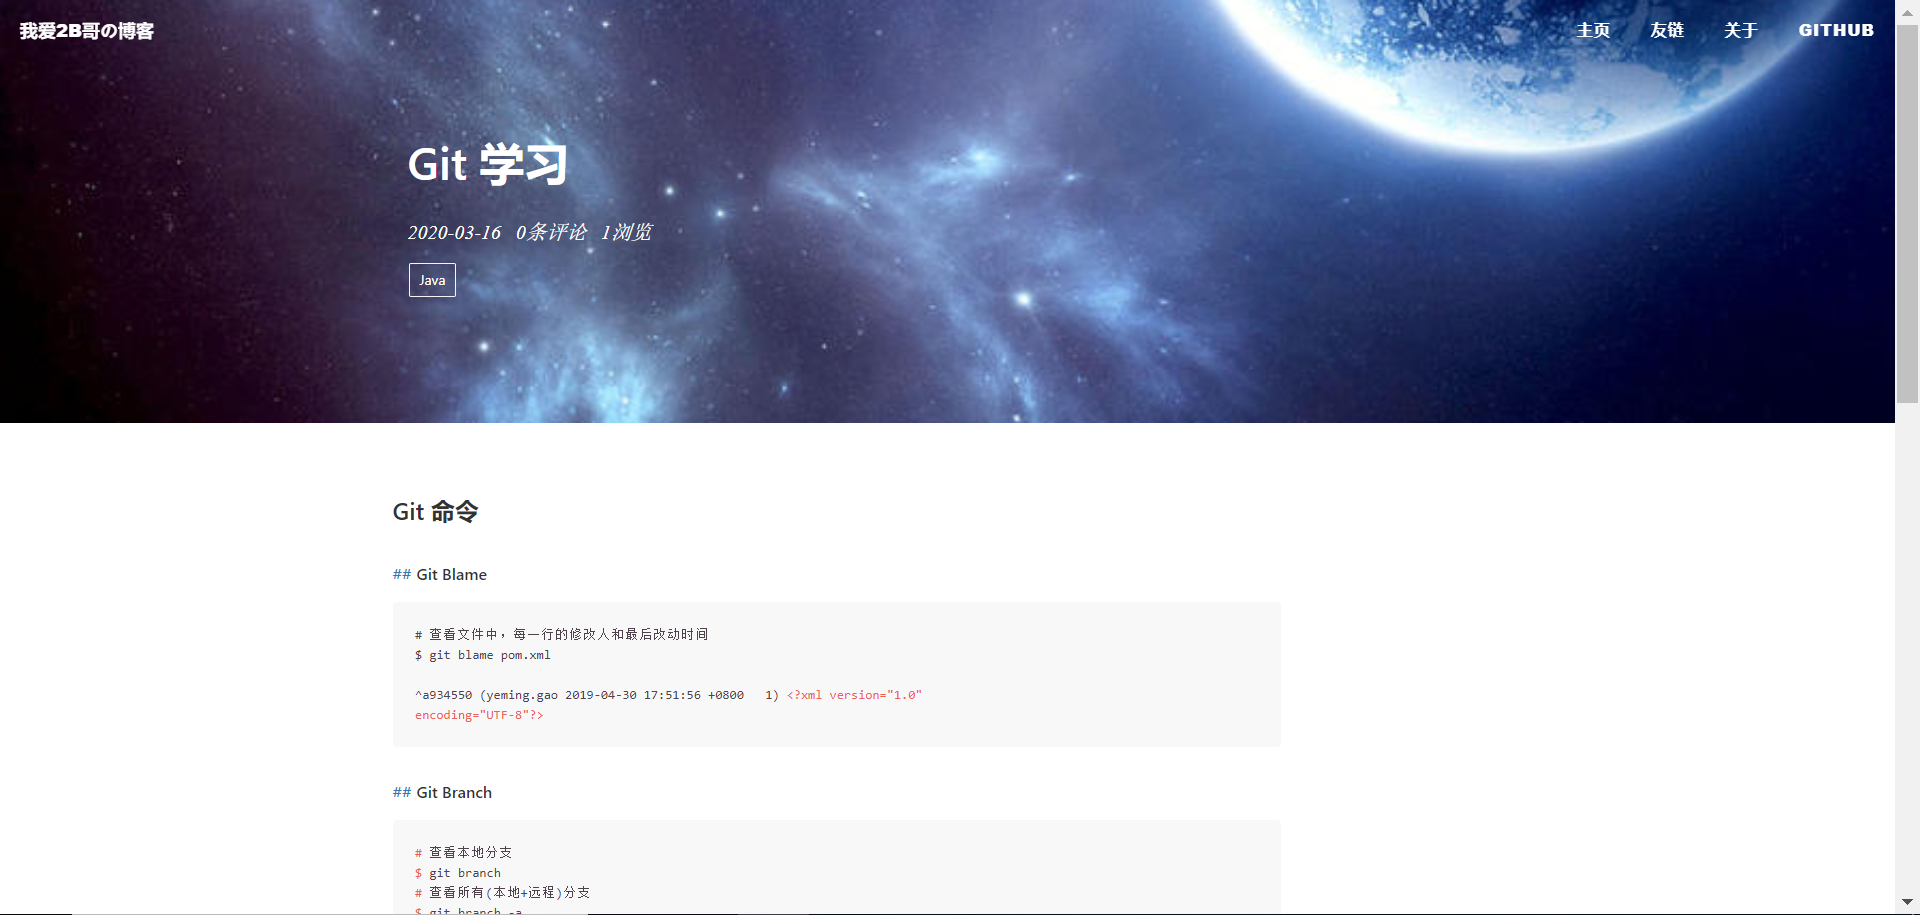 我爱2B哥の博客
主页 友链 关于 GITHUB
Git 学习
2020-03-16 0条评论 1浏览
Java
Git 命令
## Git Blame
# 查看文件中，每一行的修改人和最后改动时间
$ git blame pom.xml
^a934550 (yeming.gao 2019-04-30 17:51:56 +0800   1) <?xml version="1.0"
encoding="UTF-8"?>
## Git Branch
# 查看本地分支
$ git branch
# 查看所有(本地+远程)分支
$ git branch -a